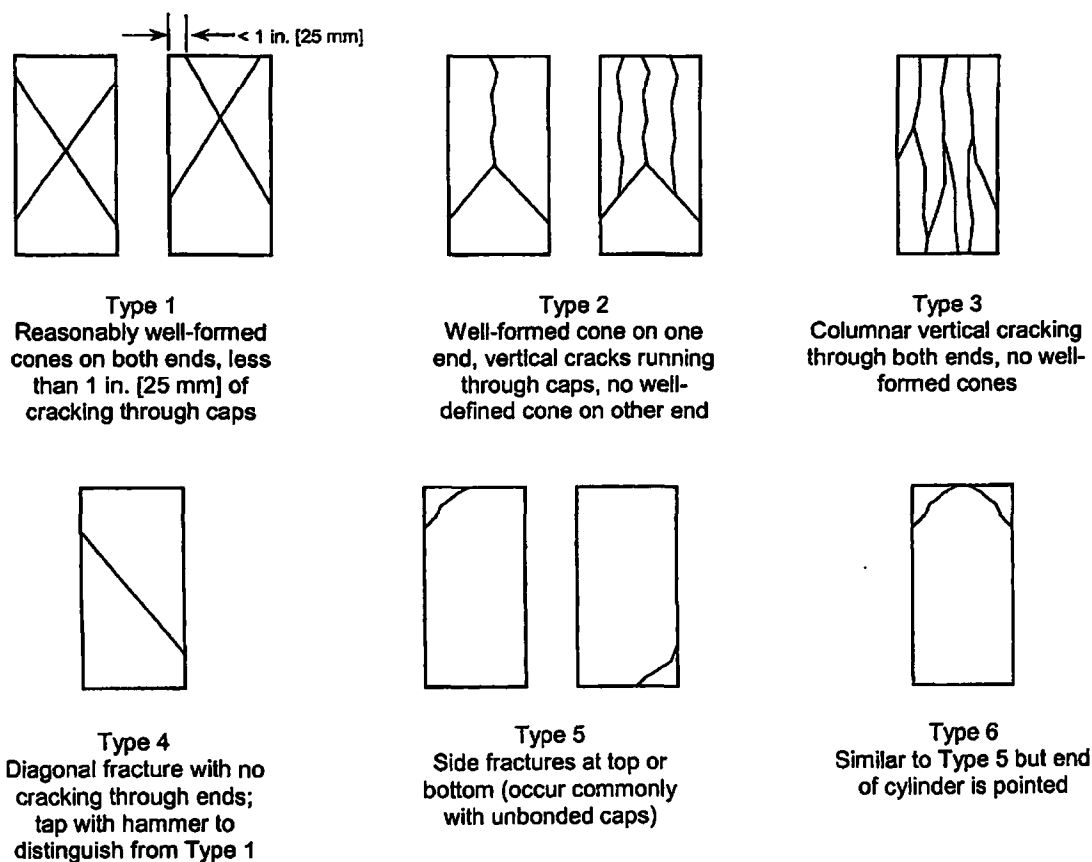 < 1 in. [25 mm]
Type 1
Reasonably well-formed
cones on both ends, less
than 1 in. [25 mm] of
cracking through caps
Type 2
Well-formed cone on one
end, vertical cracks running
through caps, no well-
defined cone on other end
Type 3
Columnar vertical cracking
through both ends, no well-
formed cones
Type 4
Diagonal fracture with no
cracking through ends;
tap with hammer to
distinguish from Type 1
Type 5
Side fractures at top or
bottom (occur commonly
with unbonded caps)
Type 6
Similar to Type 5 but end
of cylinder is pointed